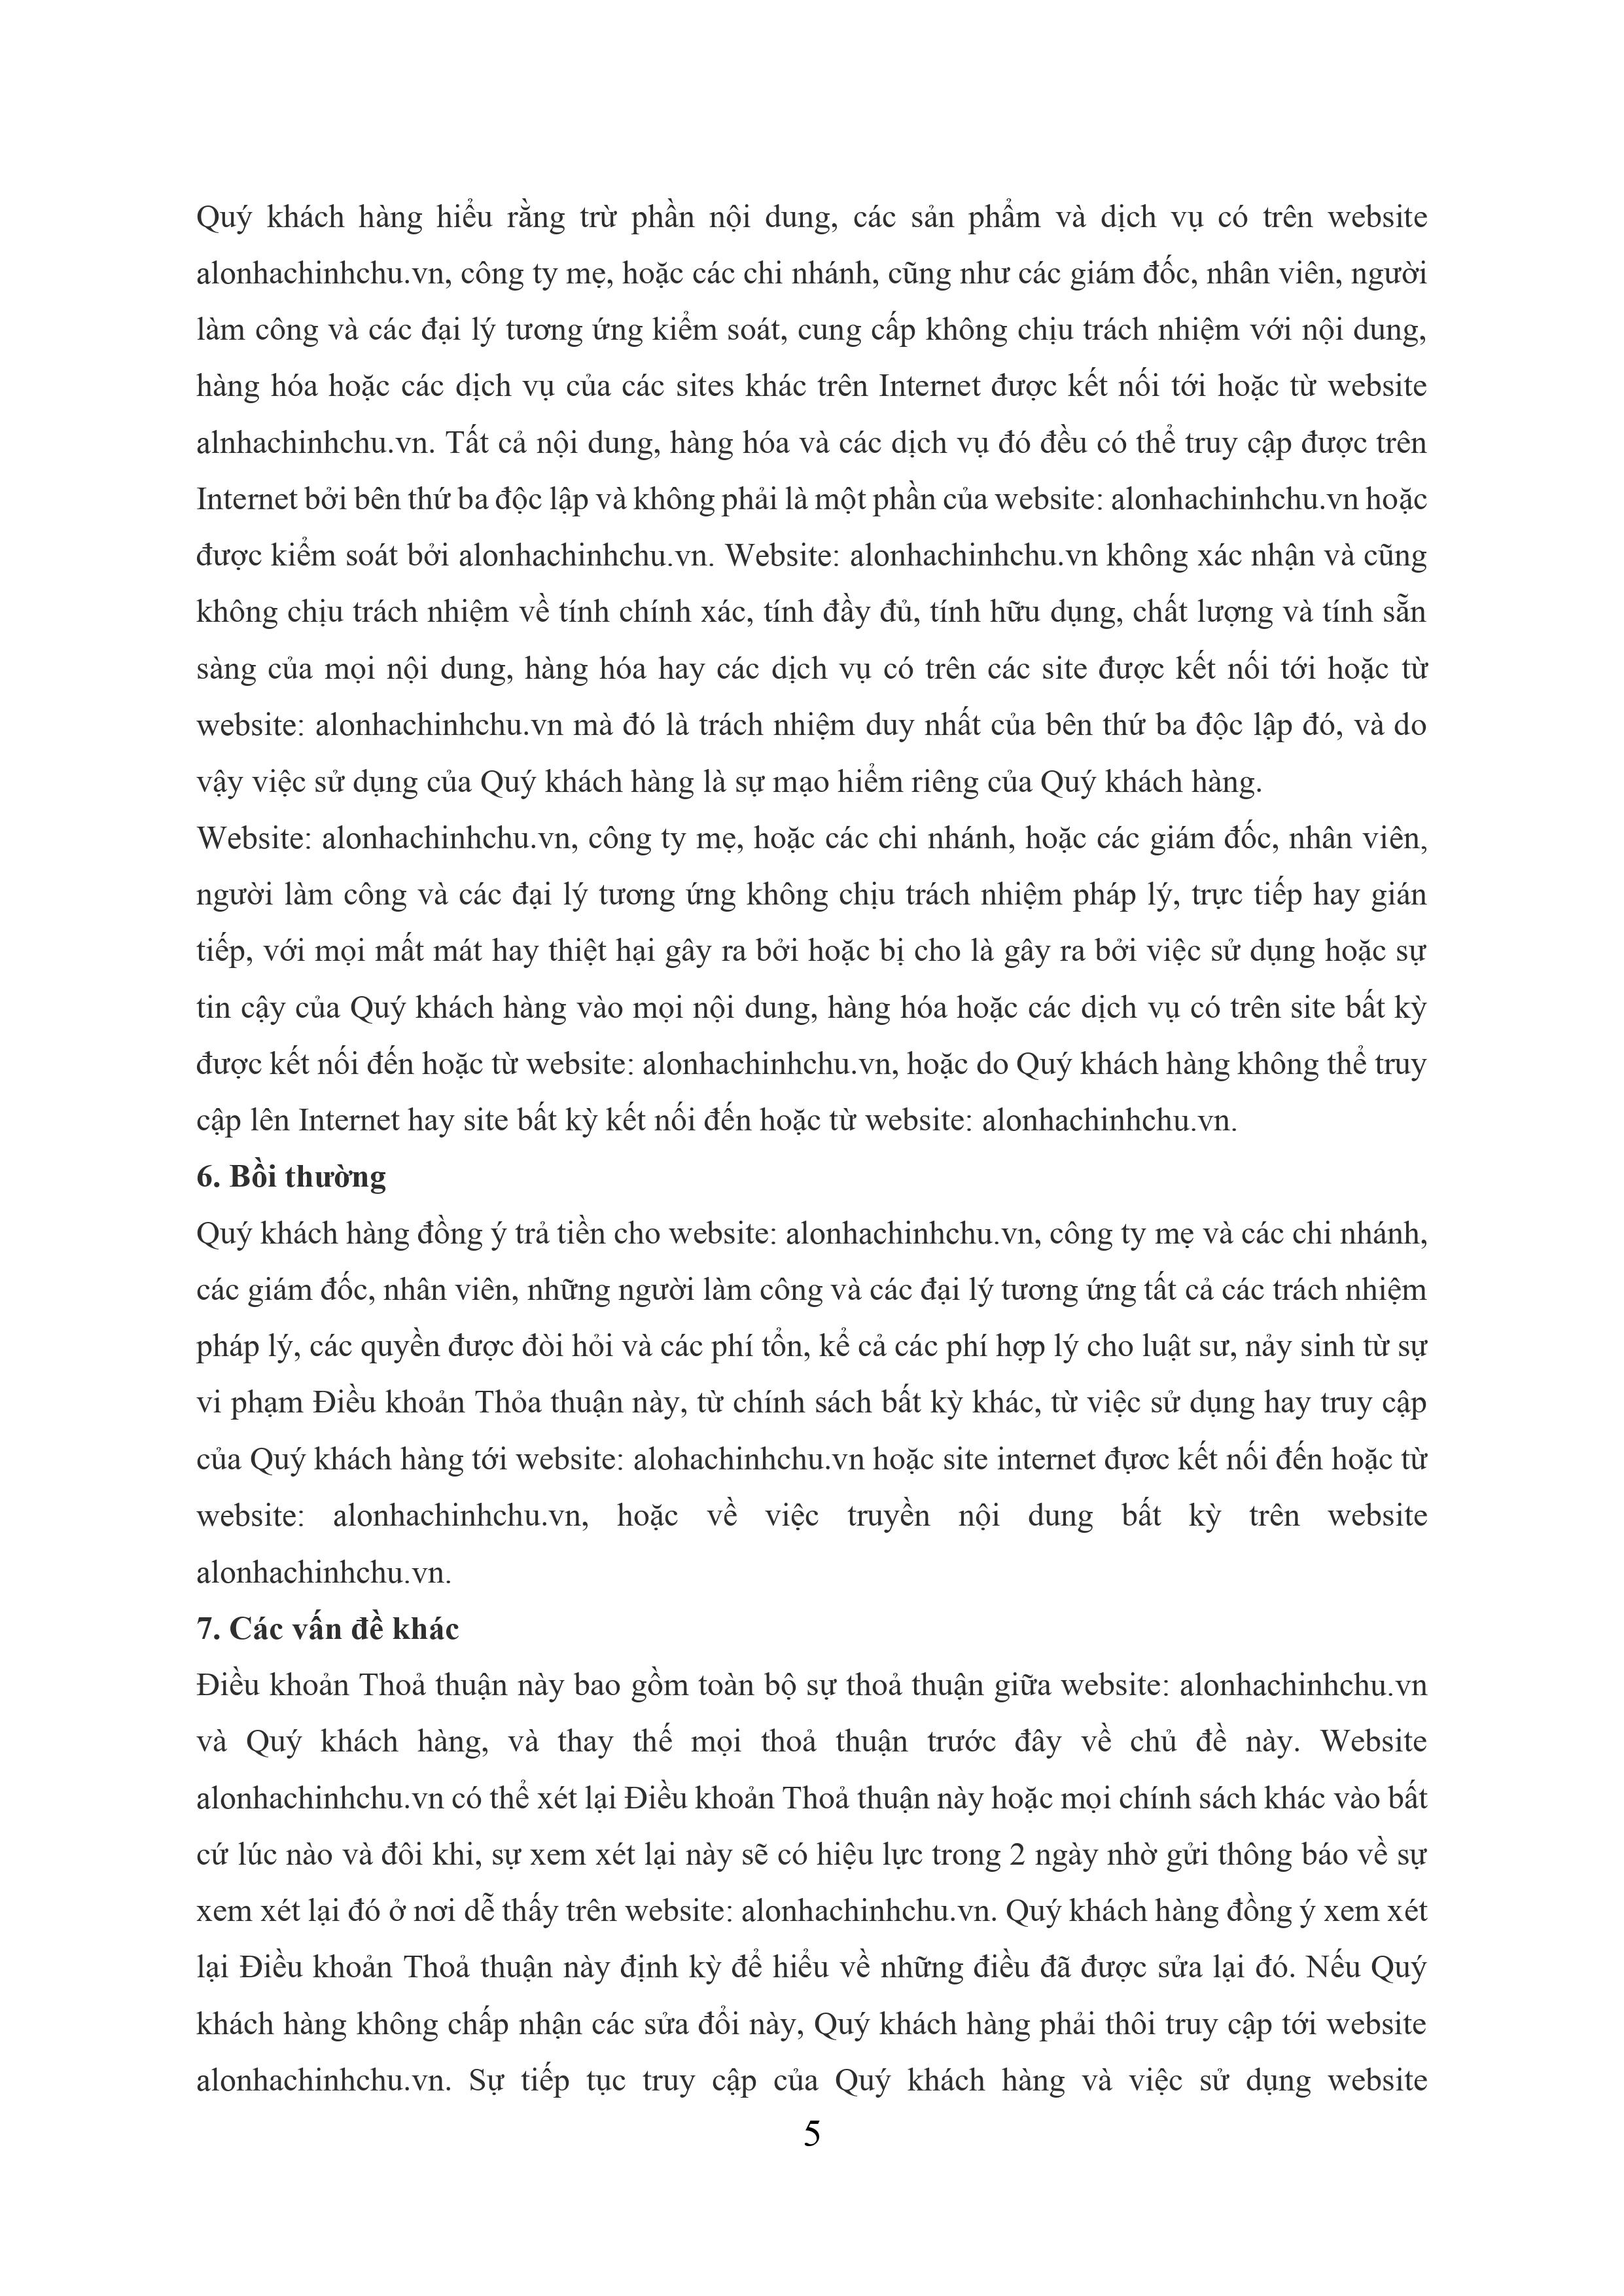 Quý khách hàng hiểu rằng trừ phần nội dung, các sản phẩm và dịch vụ có trên website
alonhachinhchu.vn, công ty mẹ, hoặc các chi nhánh, cũng như các giám đốc, nhân viên, người
làm công và các đại lý tương ứng kiểm soát, cung cấp không chịu trách nhiệm với nội dung,
hàng hóa hoặc các dịch vụ của các sites khác trên Internet được kết nối tới hoặc từ website
alnhachinhchu.vn. Tất cả nội dung, hàng hóa và các dịch vụ đó đều có thể truy cập được trên
Internet bởi bên thứ ba độc lập và không phải là một phần của website: alonhachinhchu.vn hoặc
được kiểm soát bởi alonhachinhchu.vn. Website: alonhachinhchu.vn không xác nhận và cũng
không chịu trách nhiệm về tính chính xác, tính đầy đủ, tính hữu dụng, chất lượng và tính sẵn
sàng của mọi nội dung, hàng hóa hay các dịch vụ có trên các site được kết nối tới hoặc từ
website: alonhachinhchu.vn mà đó là trách nhiệm duy nhất của bên thứ ba độc lập đó, và do
vậy việc sử dụng của Quý khách hàng là sự mạo hiểm riêng của Quý khách hàng.
Website: alonhachinhchu.vn, công ty mẹ, hoặc các chi nhánh, hoặc các giám đốc, nhân viên,
người làm công và các đại lý tương ứng không chịu trách nhiệm pháp lý, trực tiếp hay gián
tiếp, với mọi mất mát hay thiệt hại gây ra bởi hoặc bị cho là gây ra bởi việc sử dụng hoặc sự
tin cậy của Quý khách hàng vào mọi nội dung, hàng hóa hoặc các dịch vụ có trên site bất kỳ
được kết nối đến hoặc từ website: alonhachinhchu.vn, hoặc do Quý khách hàng không thể truy
cập lên Internet hay site bất kỳ kết nối đến hoặc từ website: alonhachinhchu.vn.
6. Bồi thường
Quý khách hàng đồng ý trả tiền cho website: alonhachinhchu.vn, công ty mẹ và các chi nhánh,
các giám đốc, nhân viên, những người làm công và các đại lý tương ứng tất cả các trách nhiệm
pháp lý, các quyền được đòi hỏi và các phí tổn, kể cả các phí hợp lý cho luật sư, nảy sinh từ sự
vi phạm Điều khoản Thỏa thuận này, từ chính sách bất kỳ khác, từ việc sử dụng hay truy cập
của Quý khách hàng tới website: alohachinhchu.vn hoặc site internet đựơc kết nối đến hoặc từ
website: alonhachinhchu.vn, hoặc về việc truyền nội dung bất kỳ trên website
alonhachinhchu.vn.
7. Các vấn đề khác
Điều khoản Thoả thuận này bao gồm toàn bộ sự thoả thuận giữa website: alonhachinhchu.vn
và Quý khách hàng, và thay thế mọi thoả thuận trước đây về chủ đề này. Website
alonhachinhchu.vn có thể xét lại Điều khoản Thoả thuận này hoặc mọi chính sách khác vào bất
cứ lúc nào và đôi khi, sự xem xét lại này sẽ có hiệu lực trong 2 ngày nhờ gửi thông báo về sự
xem xét lại đó ở nơi dễ thấy trên website: alonhachinhchu.vn. Quý khách hàng đồng ý xem xét
lại Điều khoản Thoả thuận này định kỳ để hiểu về những điều đã được sửa lại đó. Nếu Quý
khách hàng không chấp nhận các sửa đổi này, Quý khách hàng phải thôi truy cập tới website
alonhachinhchu.vn. Sự tiếp tục truy cập của Quý khách hàng và việc sử dụng website
5